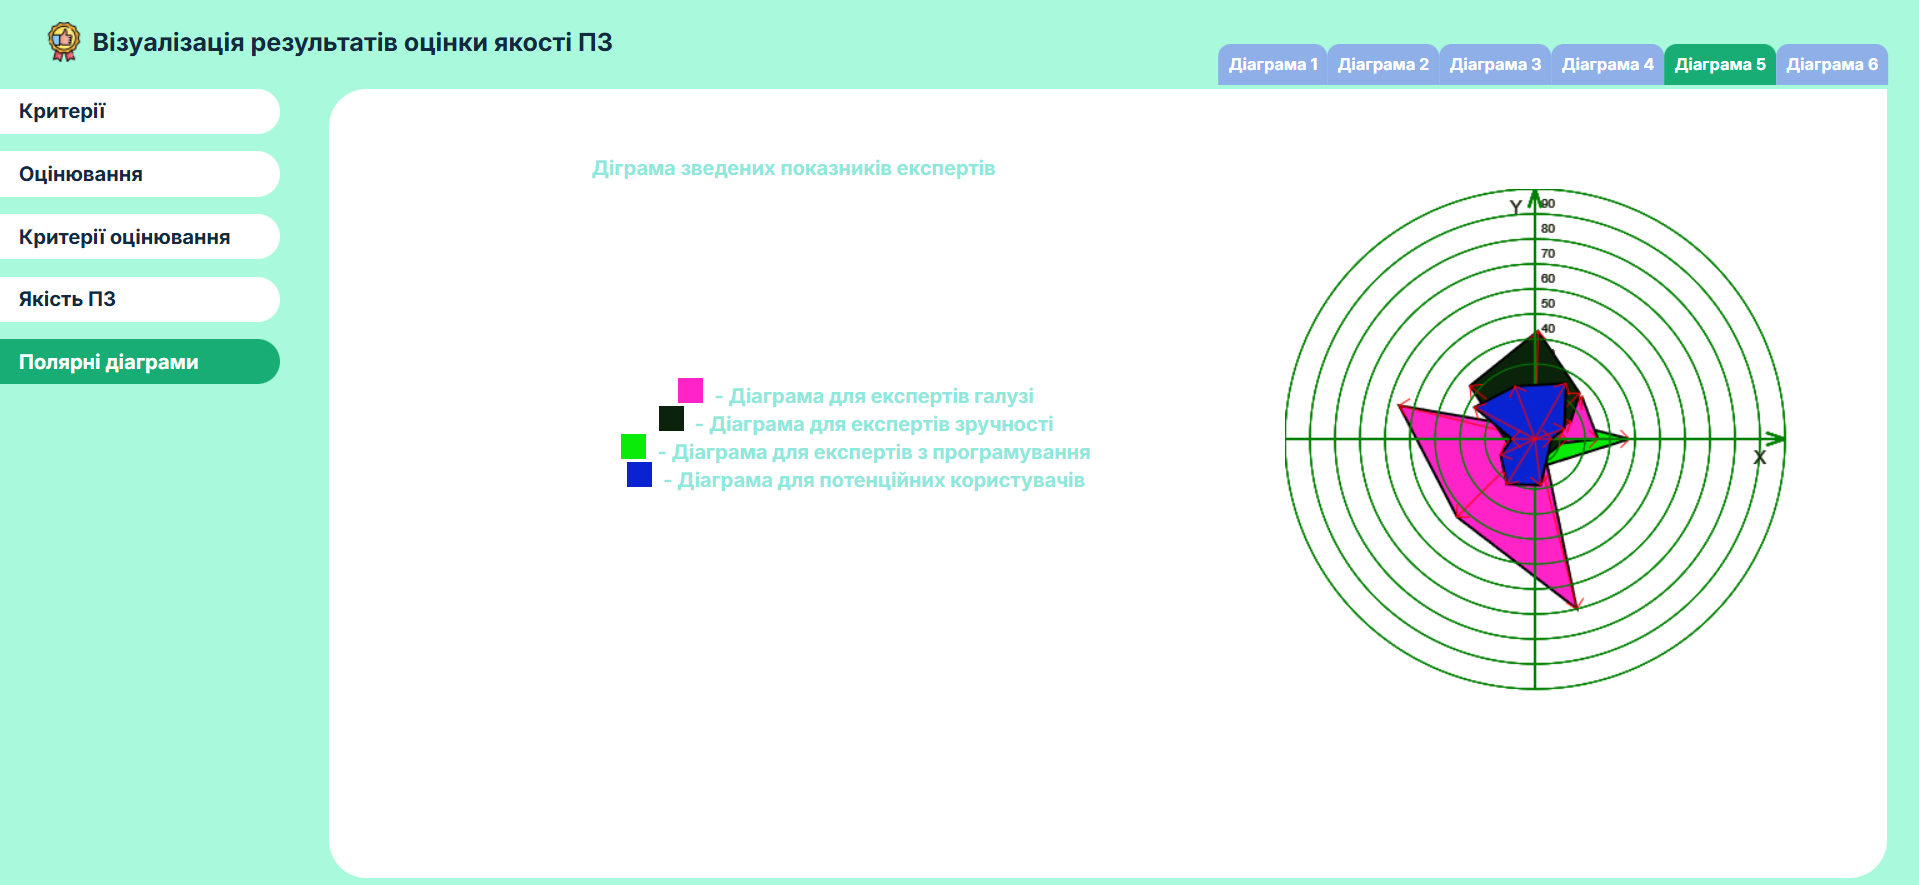 Візуалізація результатів оцінки якості ПЗ
Діаграма 1 Діаграма 2 Діаграма 3 Діаграма 4 Діаграма 5 Діаграма 6
Критерії
Оцінювання
Критерії оцінювання
Якість ПЗ
Полярні діаграми
Діграма зведених показників експертів
- Діаграма для експертів галузі
- Діаграма для експертів зручності
- Діаграма для експертів з програмування
- Діаграма для потенційних користувачів
Y 90
80
70
60
50
40
X